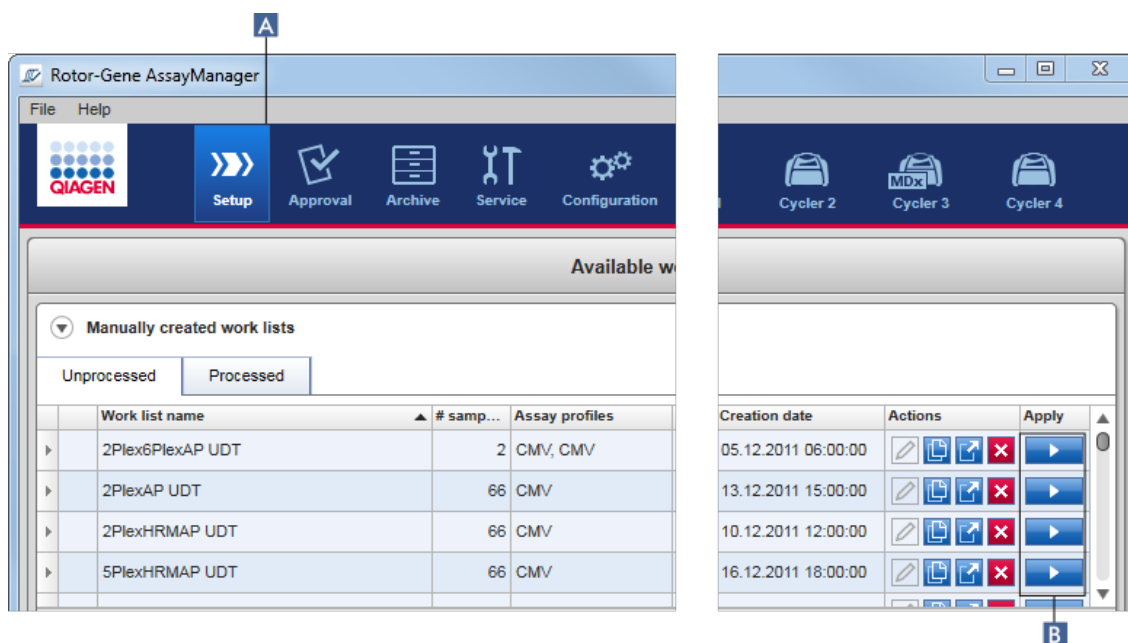 A
Rotor-Gene AssayManager
File Help
QIAGEN
Setup Approval Archive Service Configuration Cycler 2 MDx Cycler 3 Cycler 4
Available w
Manually created work lists
Unprocessed Processed
Work list name # samp... Assay profiles Creation date Actions Apply
2Plex6PlexAP UDT 2 CMV, CMV 05.12.2011 06:00:00
2PlexAP UDT 66 CMV 13.12.2011 15:00:00
2PlexHRMAP UDT 66 CMV 10.12.2011 12:00:00
5PlexHRMAP UDT 66 CMV 16.12.2011 18:00:00
B